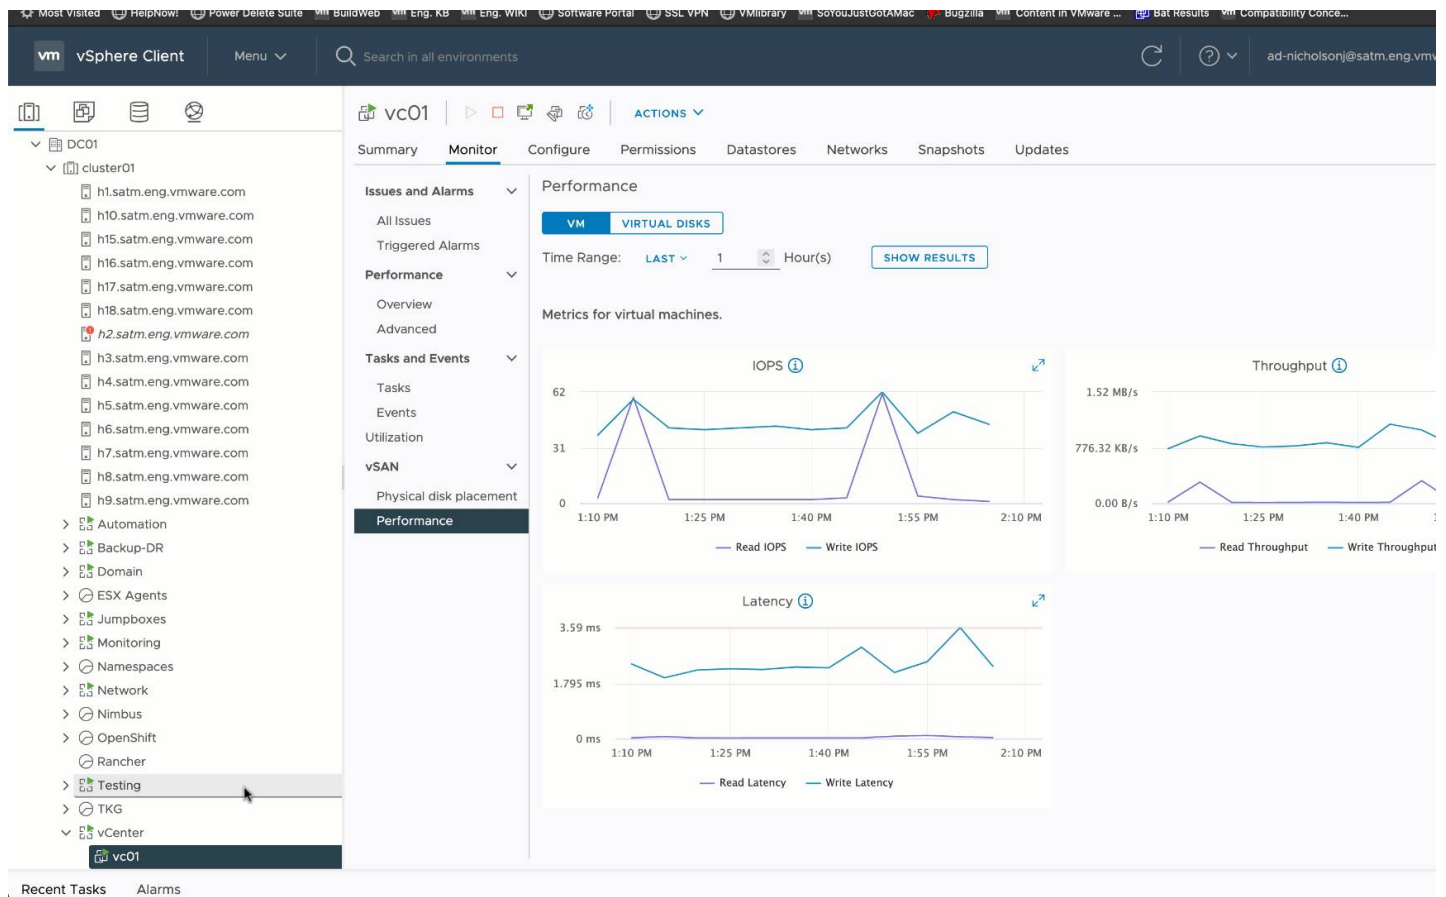 Most Visited HelpNow! Power Delete Suite vm BuildWeb vm Eng. KB vm Eng. WIKI Software Portal SSL VPN VMlibrary vm SoYouJustGotAMac Bugzilla vm Content in VMware ... Bat Results vm Compatibility Conce...
vm vSphere Client Menu Search in all environments ad-nicholsonj@satm.eng.vmw
DC01
cluster01
h1.satm.eng.vmware.com
h10.satm.eng.vmware.com
h15.satm.eng.vmware.com
h16.satm.eng.vmware.com
h17.satm.eng.vmware.com
h18.satm.eng.vmware.com
h2.satm.eng.vmware.com
h3.satm.eng.vmware.com
h4.satm.eng.vmware.com
h5.satm.eng.vmware.com
h6.satm.eng.vmware.com
h7.satm.eng.vmware.com
h8.satm.eng.vmware.com
h9.satm.eng.vmware.com
Automation
Backup-DR
Domain
ESX Agents
Jumpboxes
Monitoring
Namespaces
Network
Nimbus
OpenShift
Rancher
Testing
TKG
vCenter
vc01
vc01 ACTIONS
Summary Monitor Configure Permissions Datastores Networks Snapshots Updates
Issues and Alarms
All Issues
Triggered Alarms
Performance
Overview
Advanced
Tasks and Events
Tasks
Events
Utilization
vSAN
Physical disk placement
Performance
Performance
VM VIRTUAL DISKS
Time Range: LAST 1 Hour(s) SHOW RESULTS
Metrics for virtual machines.
IOPS
62
31
0
1:10 PM 1:25 PM 1:40 PM 1:55 PM 2:10 PM
Read IOPS Write IOPS
Throughput
1.52 MB/s
776.32 KB/s
0.00 B/s
1:10 PM 1:25 PM 1:40 PM
Read Throughput Write Throughput
Latency
3.59 ms
1.795 ms
0 ms
1:10 PM 1:25 PM 1:40 PM 1:55 PM 2:10 PM
Read Latency Write Latency
Recent Tasks Alarms